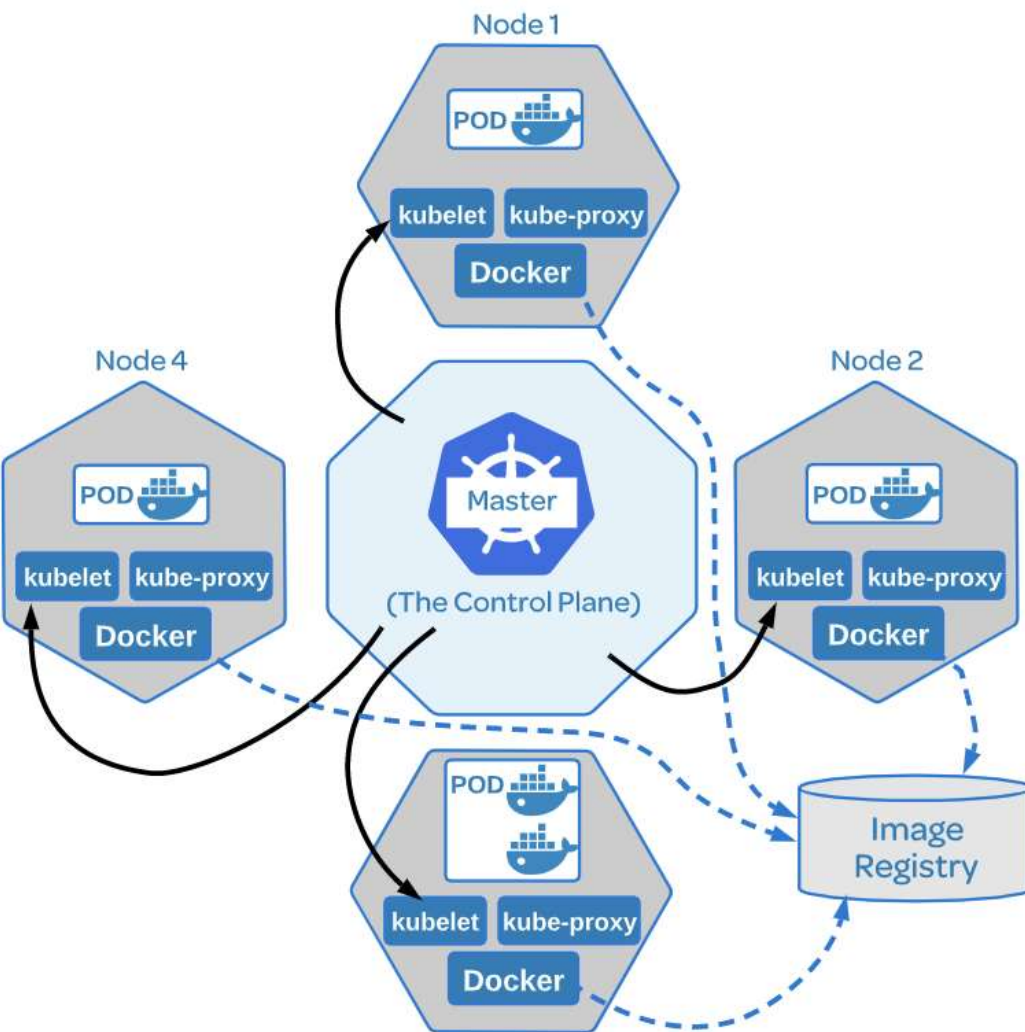 Node 1
POD
kubelet
kube-proxy
Docker
Node 4
POD
kubelet
kube-proxy
Docker
Master
(The Control Plane)
Node 2
POD
kubelet
kube-proxy
Docker
POD
kubelet
kube-proxy
Docker
Image
Registry